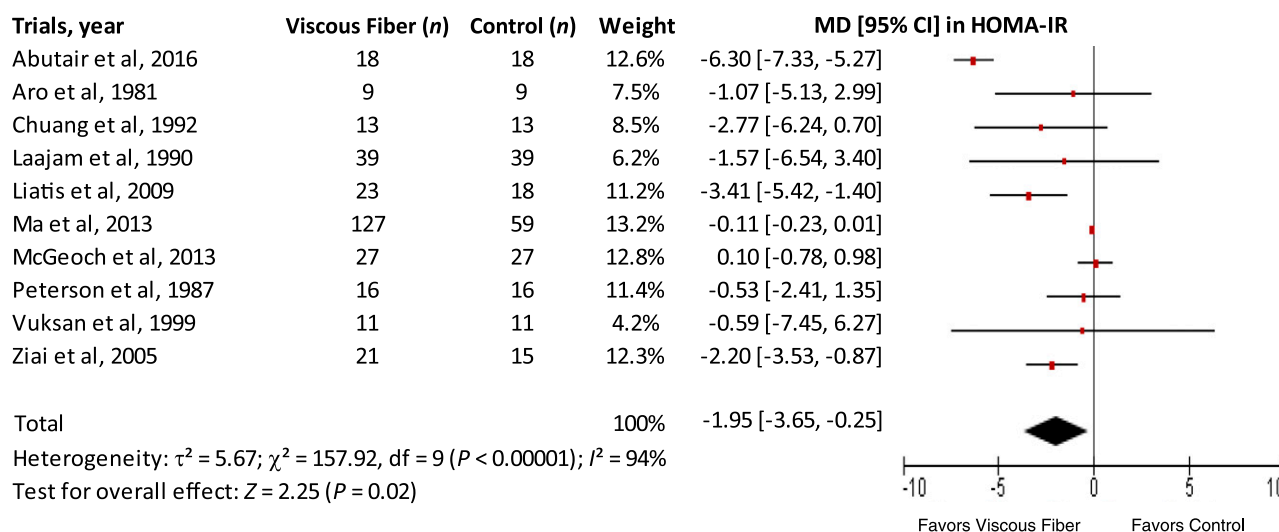 Trials, year Viscous Fiber (n) Control (n) Weight MD [95% CI] in HOMA-IR
Abutair et al, 2016 18 18 12.6% -6.30 [-7.33, -5.27]
Aro et al, 1981 9 9 7.5% -1.07 [-5.13, 2.99]
Chuang et al, 1992 13 13 8.5% -2.77 [-6.24, 0.70]
Laajam et al, 1990 39 39 6.2% -1.57 [-6.54, 3.40]
Liatis et al, 2009 23 18 11.2% -3.41 [-5.42, -1.40]
Ma et al, 2013 127 59 13.2% -0.11 [-0.23, 0.01]
McGeoch et al, 2013 27 27 12.8% 0.10 [-0.78, 0.98]
Peterson et al, 1987 16 16 11.4% -0.53 [-2.41, 1.35]
Vuksan et al, 1999 11 11 4.2% -0.59 [-7.45, 6.27]
Ziai et al, 2005 21 15 12.3% -2.20 [-3.53, -0.87]
Total 100% -1.95 [-3.65, -0.25]
Heterogeneity: τ² = 5.67; χ² = 157.92, df = 9 (P < 0.00001); I² = 94%
Test for overall effect: Z = 2.25 (P = 0.02)
-10 -5 0 5 10
Favors Viscous Fiber Favors Control